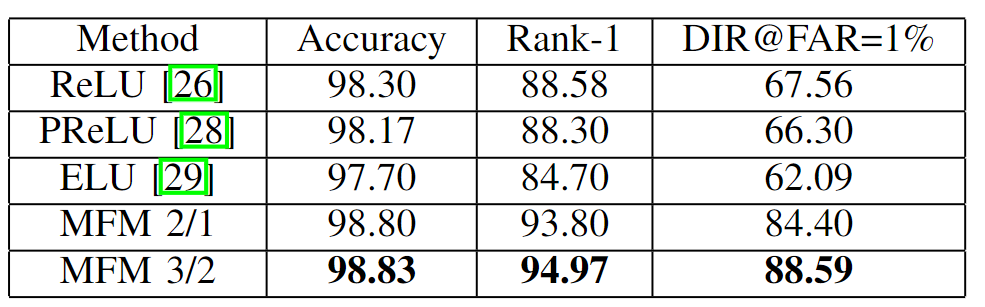 Method Accuracy Rank-1 DIR@FAR=1%
ReLU [26] 98.30 88.58 67.56
PReLU [28] 98.17 88.30 66.30
ELU [29] 97.70 84.70 62.09
MFM 2/1 98.80 93.80 84.40
MFM 3/2 98.83 94.97 88.59